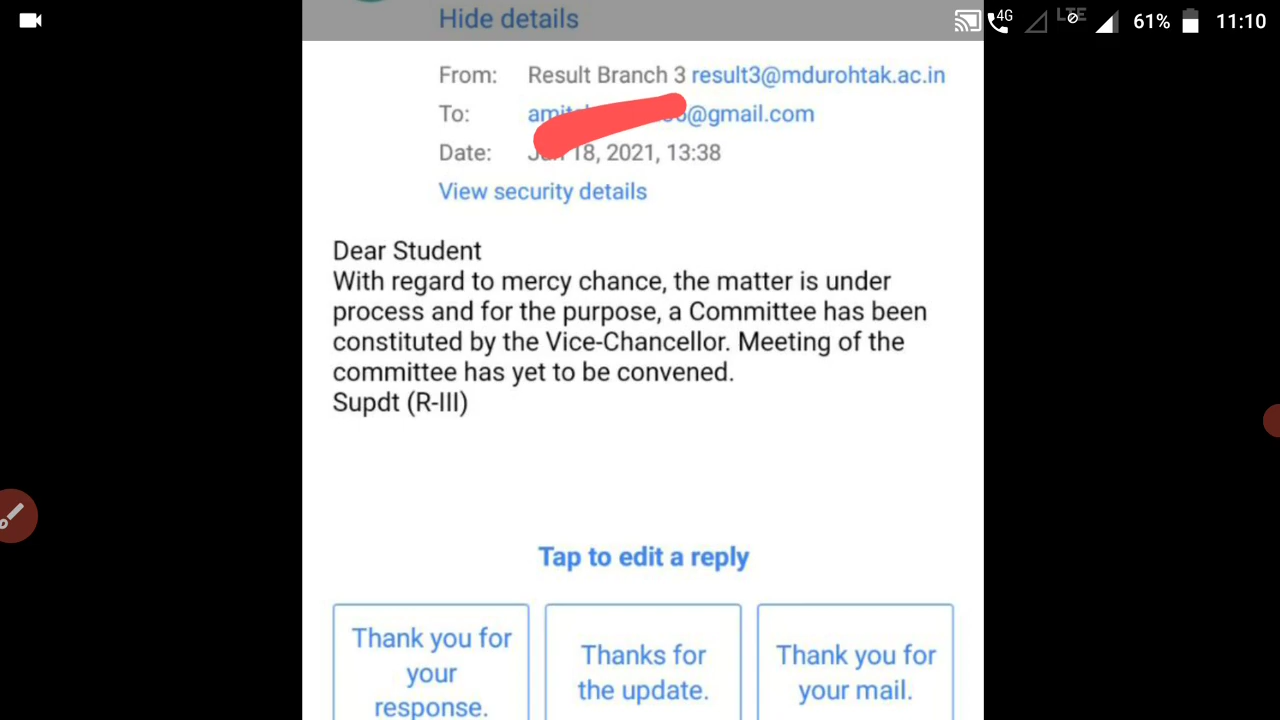 Hide details
4G LTE 61% 11:10
From: Result Branch 3 result3@mdurohtak.ac.in
To: @gmail.com
Date: 18, 2021, 13:38
View security details
Dear Student
With regard to mercy chance, the matter is under
process and for the purpose, a Committee has been
constituted by the Vice-Chancellor. Meeting of the
committee has yet to be convened.
Supdt (R-III)
Tap to edit a reply
Thank you for
your
response.
Thanks for
the update.
Thank you for
your mail.